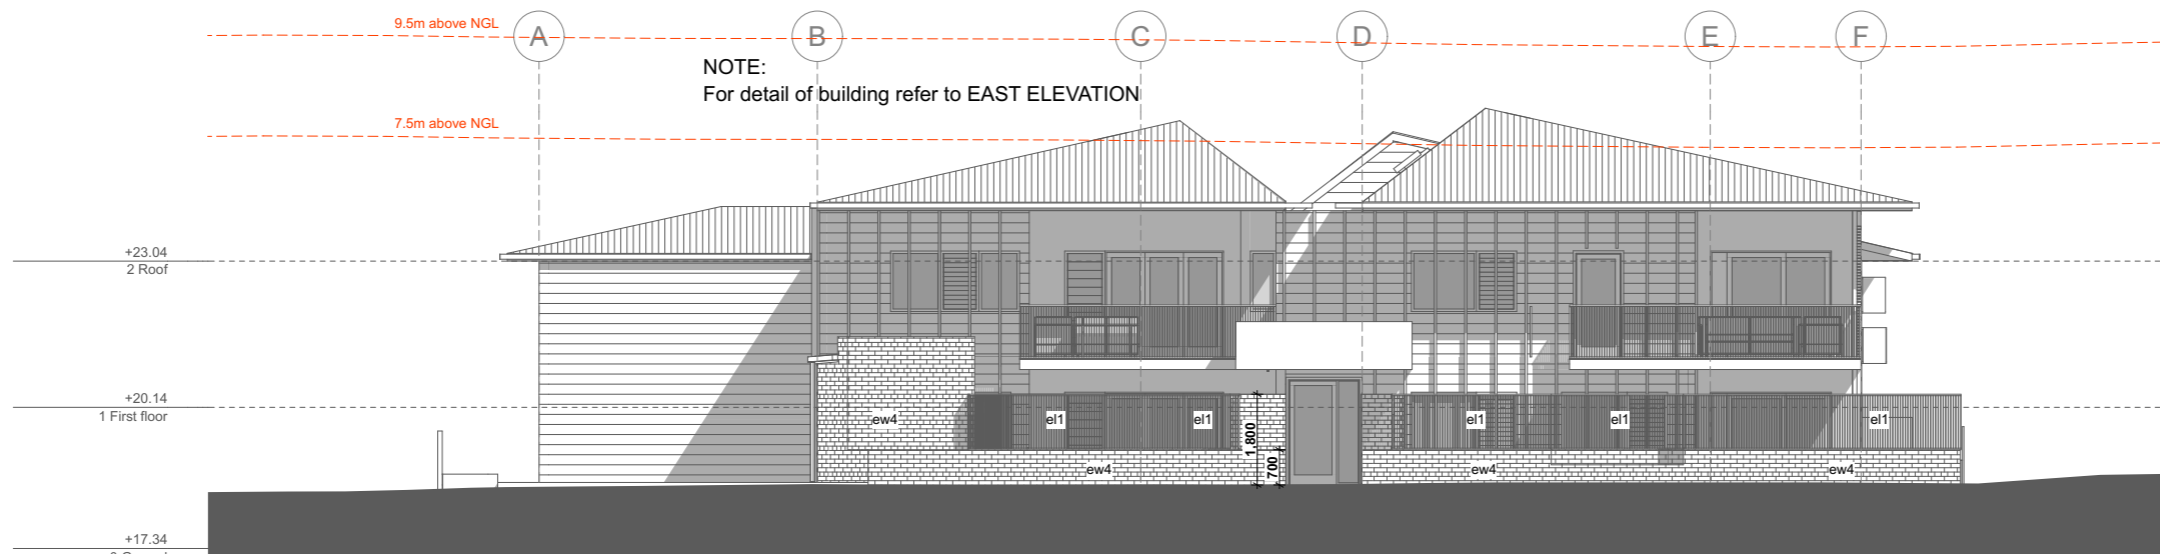 9.5m above NGL
A
B
C
D
E
F
NOTE:
For detail of building refer to EAST ELEVATION
7.5m above NGL
+23.04
2 Roof
+20.14
1 First floor
ew4
el1
el1
el1
el1
el1
1,800
700
ew4
ew4
ew4
+17.34